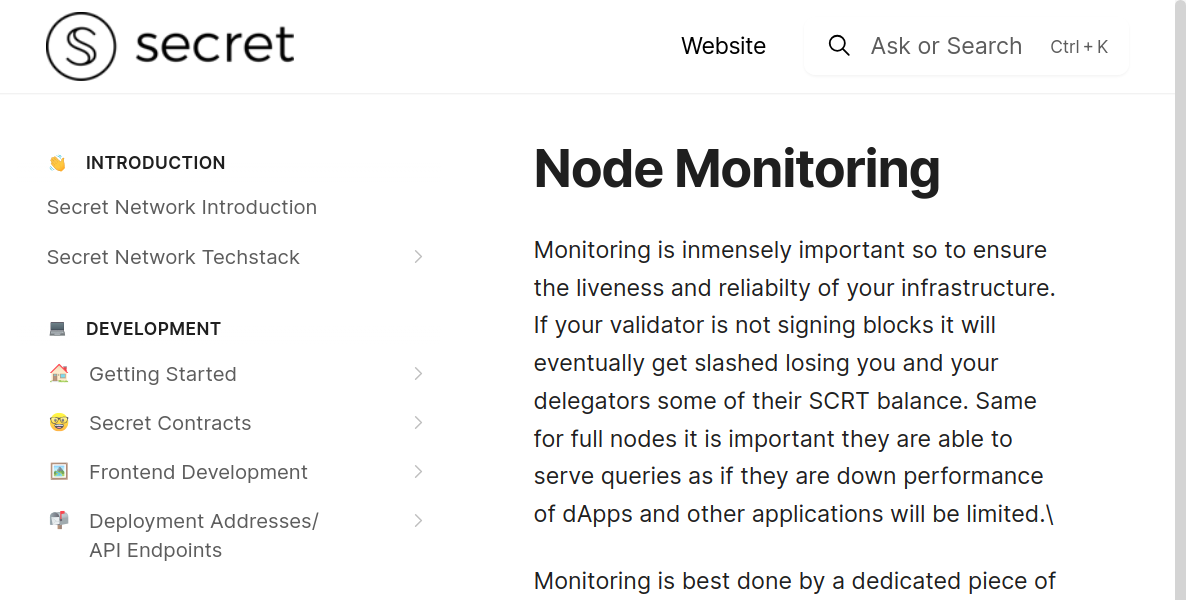 secret
Website
Ask or Search Ctrl + K
INTRODUCTION
Secret Network Introduction
Secret Network Techstack
DEVELOPMENT
Getting Started
Secret Contracts
Frontend Development
Deployment Addresses/
API Endpoints
Node Monitoring
Monitoring is inmensely important so to ensure
the liveness and reliabilty of your infrastructure.
If your validator is not signing blocks it will
eventually get slashed losing you and your
delegators some of their SCRT balance. Same
for full nodes it is important they are able to
serve queries as if they are down performance
of dApps and other applications will be limited.\
Monitoring is best done by a dedicated piece of